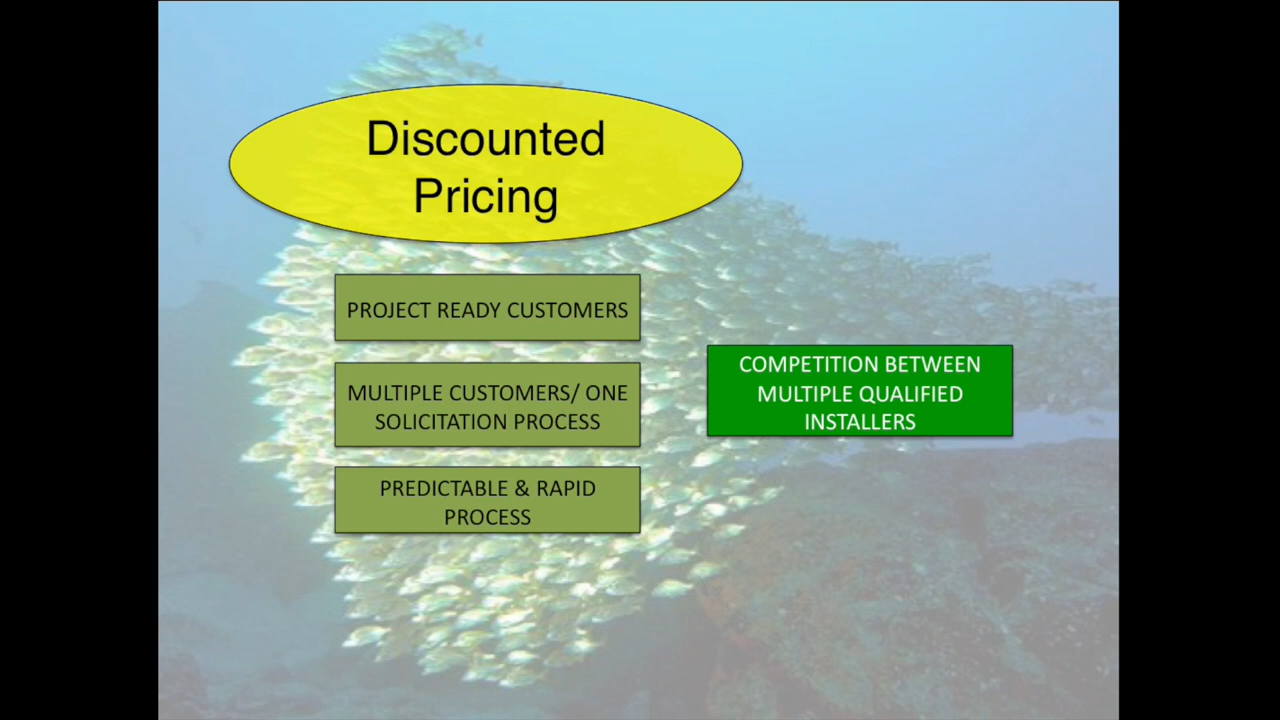 Discounted
Pricing
PROJECT READY CUSTOMERS
MULTIPLE CUSTOMERS/ ONE
SOLICITATION PROCESS
PREDICTABLE & RAPID
PROCESS
COMPETITION BETWEEN
MULTIPLE QUALIFIED
INSTALLERS